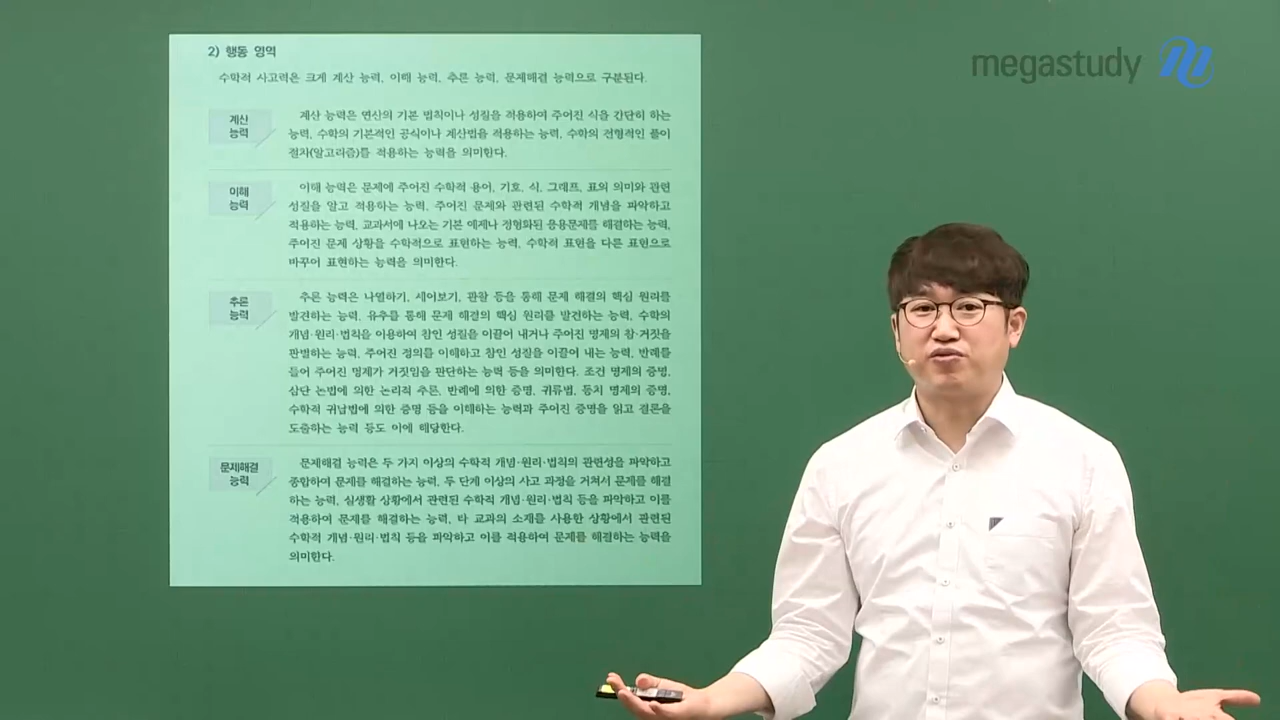 2) 행동 영역
수학적 사고력은 크게 계산 능력, 이해 능력, 추론 능력, 문제해결 능력으로 구분된다.
계산
능력
계산 능력은 연산의 기본 법칙이나 성질을 적용하여 주어진 식을 간단히 하는
능력, 수학의 기본적인 공식이나 계산법을 적용하는 능력, 수학의 전형적인 풀이
절차(알고리즘)를 적용하는 능력을 의미한다.
이해
능력
이해 능력은 문제에 주어진 수학적 용어, 기호, 식, 그래프, 표의 의미와 관련
성질을 알고 적용하는 능력, 주어진 문제와 관련된 수학적 개념을 파악하고
적용하는 능력, 교과서에 나오는 기본 예제나 정형화된 응용문제를 해결하는 능력,
주어진 문제 상황을 수학적으로 표현하는 능력, 수학적 표현을 다른 표현으로
바꾸어 표현하는 능력을 의미한다.
추론
능력
추론 능력은 나열하기, 세어보기, 관찰 등을 통해 문제 해결의 핵심 원리를
발견하는 능력, 유추를 통해 문제 해결의 핵심 원리를 발견하는 능력, 수학의
개념·원리·법칙을 이용하여 참인 성질을 이끌어 내거나 주어진 명제의 참·거짓을
판별하는 능력, 주어진 정의를 이해하고 참인 성질을 이끌어 내는 능력, 반례를
들어 주어진 명제가 거짓임을 판단하는 능력 등을 의미한다. 조건 명제의 증명,
삼단 논법에 의한 논리적 추론, 반례에 의한 증명, 귀류법, 동치 명제의 증명,
수학적 귀납법에 의한 증명 등을 이해하는 능력과 주어진 증명을 읽고 결론을
도출하는 능력 등도 이에 해당한다.
문제해결
능력
문제해결 능력은 두 가지 이상의 수학적 개념·원리·법칙의 관련성을 파악하고
종합하여 문제를 해결하는 능력, 두 단계 이상의 사고 과정을 거쳐서 문제를 해결
하는 능력, 실생활 상황에서 관련된 수학적 개념·원리·법칙 등을 파악하고 이를
적용하여 문제를 해결하는 능력, 타 교과의 소재를 사용한 상황에서 관련된
수학적 개념·원리·법칙 등을 파악하고 이를 적용하여 문제를 해결하는 능력을
의미한다.
megastudy m